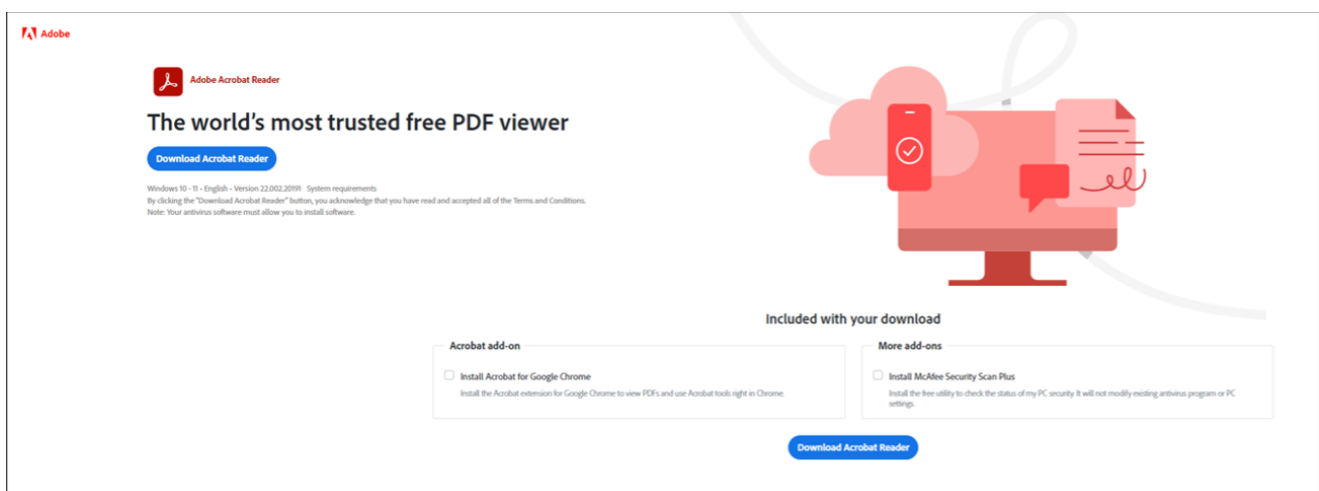 Adobe
Adobe Acrobat Reader
The world's most trusted free PDF viewer
Download Acrobat Reader
Windows 10 - 11 - English - Version 22.002.20191 System requirements
By clicking the "Download Acrobat Reader" button, you acknowledge that you have read and accepted all of the Terms and Conditions.
Note: Your antivirus software must allow you to install software.
Included with your download
Acrobat add-on
Install Acrobat for Google Chrome
Install the Acrobat extension for Google Chrome to view PDFs and use Acrobat tools right in Chrome.
More add-ons
Install McAfee Security Scan Plus
Install the free utility to check the status of my PC security. It will not modify existing antivirus program or PC
settings.
Download Acrobat Reader